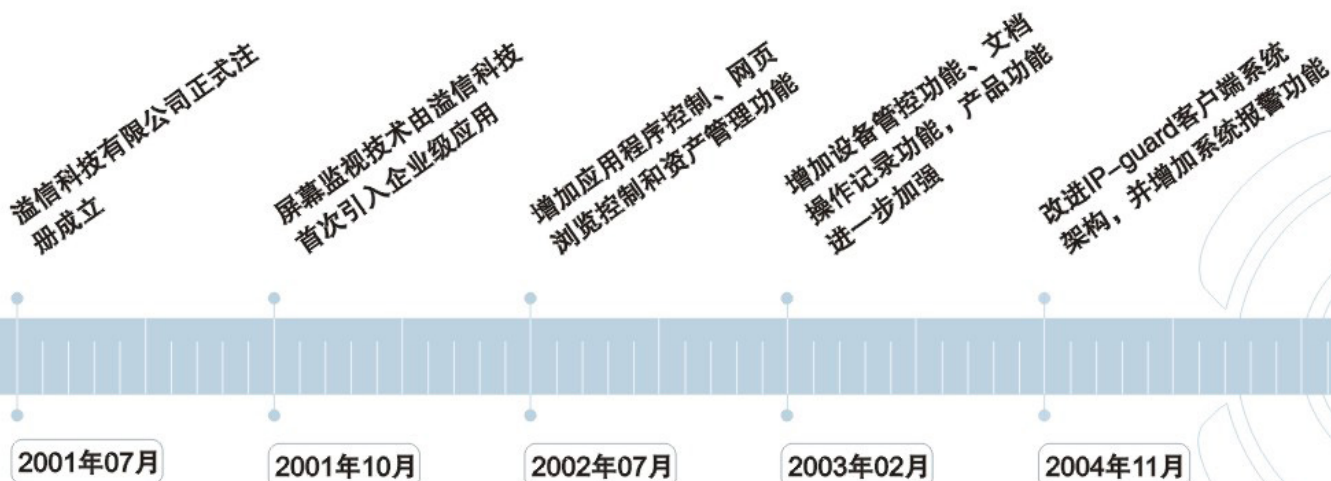 溢信科技有限公司正式注
册成立
屏幕监视技术由溢信科技
首次引入企业级应用
增加应用程序控制、网页
浏览控制和资产管理功能
增加设备管控功能、文档
操作记录功能，产品功能
进一步加强
改进IP-guard客户端系统
架构，并增加系统报警功能
2001年07月
2001年10月
2002年07月
2003年02月
2004年11月